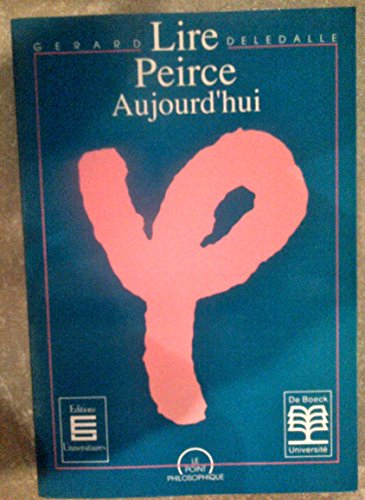 GERARD DELEDALLE
Lire
Peirce
Aujourd'hui
Editions
Universitaires
De Boeck
Université
LE
POINT
PHILOSOPHIQUE